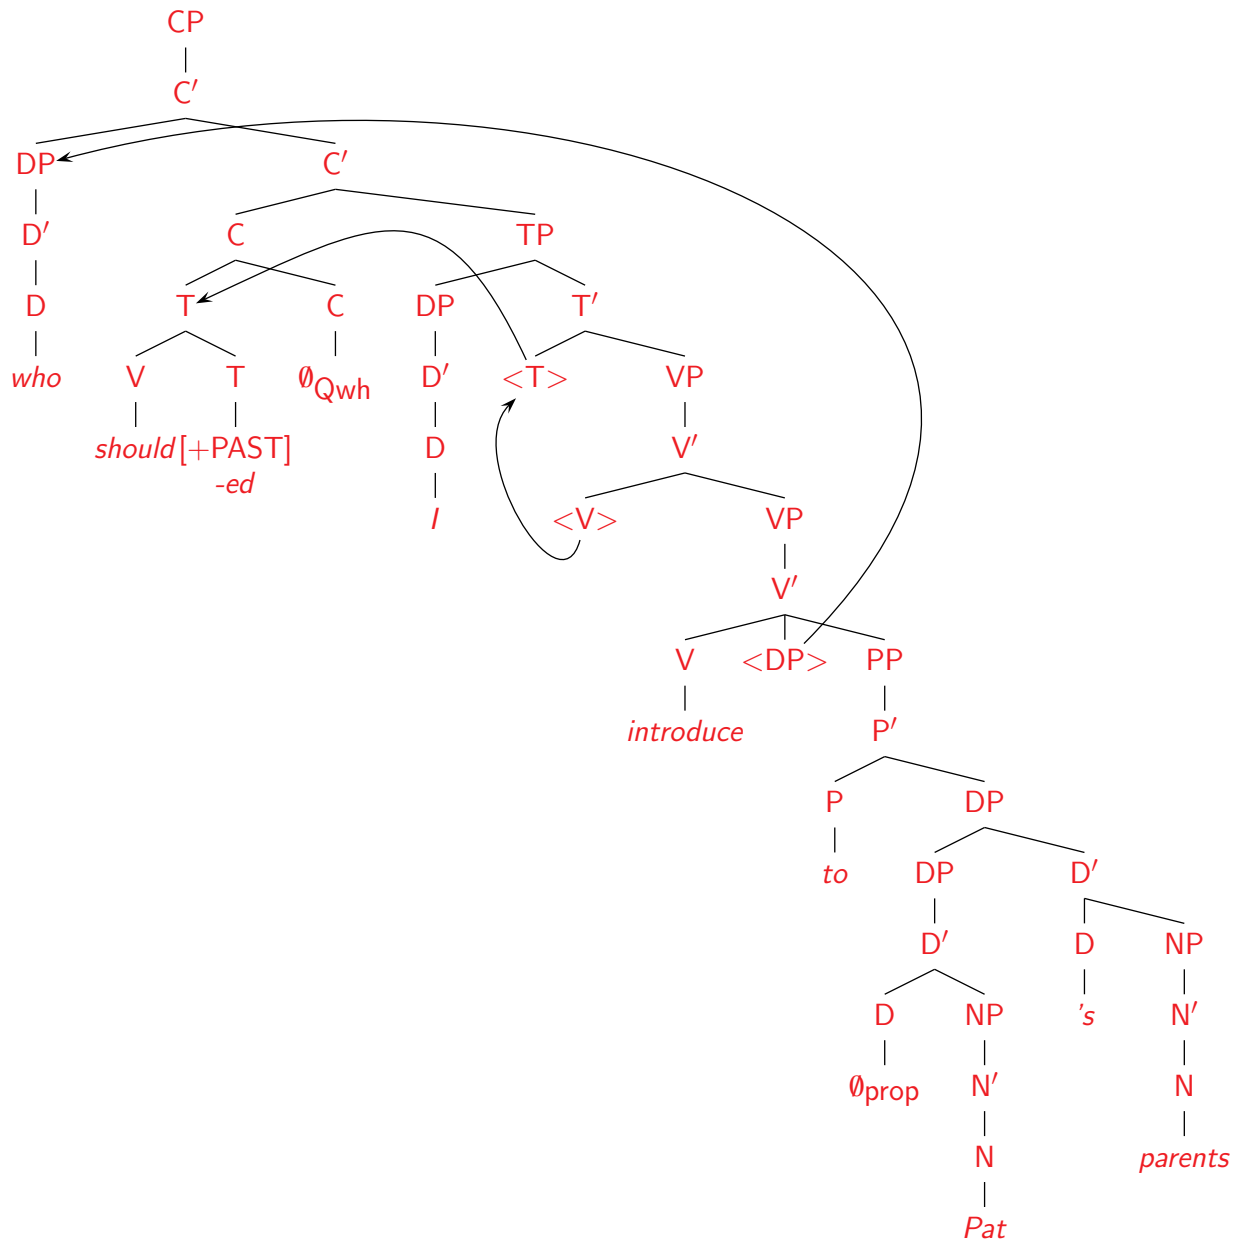 CP
C′
DP C′
D′ C TP
D T C DP T′
who V T ∅Qwh D′ <T> VP
should [+PAST] D V′
-ed
I <V> VP
V′
V <DP> PP
introduce P′
P DP
to DP D′
D′ D NP
D NP 's N′
∅prop N′ N
N parents
Pat